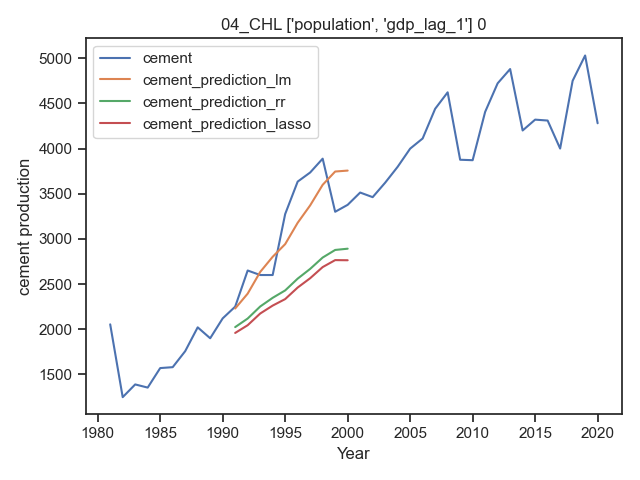 04_CHL ['population', 'gdp_lag_1'] 0
cement
cement_prediction_lm
cement_prediction_rr
cement_prediction_lasso
cement production
5000
4500
4000
3500
3000
2500
2000
1500
1980 1985 1990 1995 2000 2005 2010 2015 2020
Year